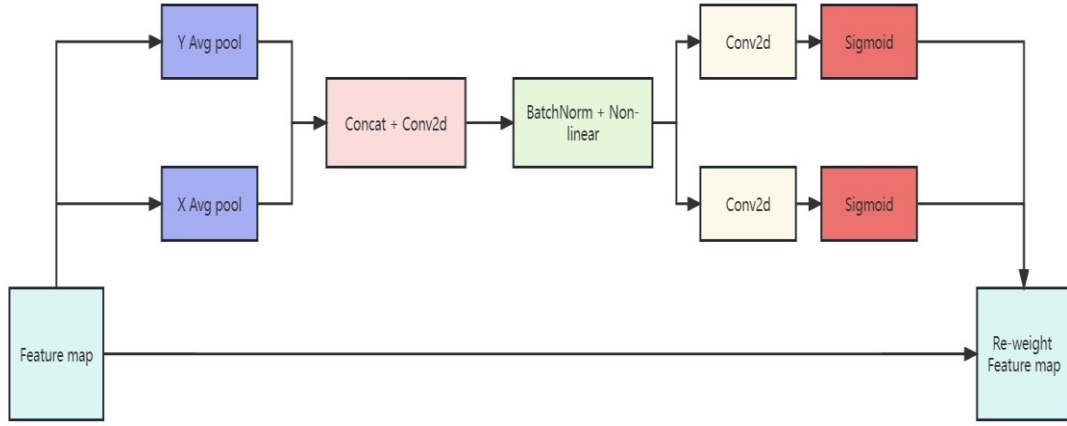 Y Avg pool
Conv2d
Sigmoid
Concat + Conv2d
BatchNorm + Non-
linear
X Avg pool
Conv2d
Sigmoid
Feature map
Re-weight
Feature map